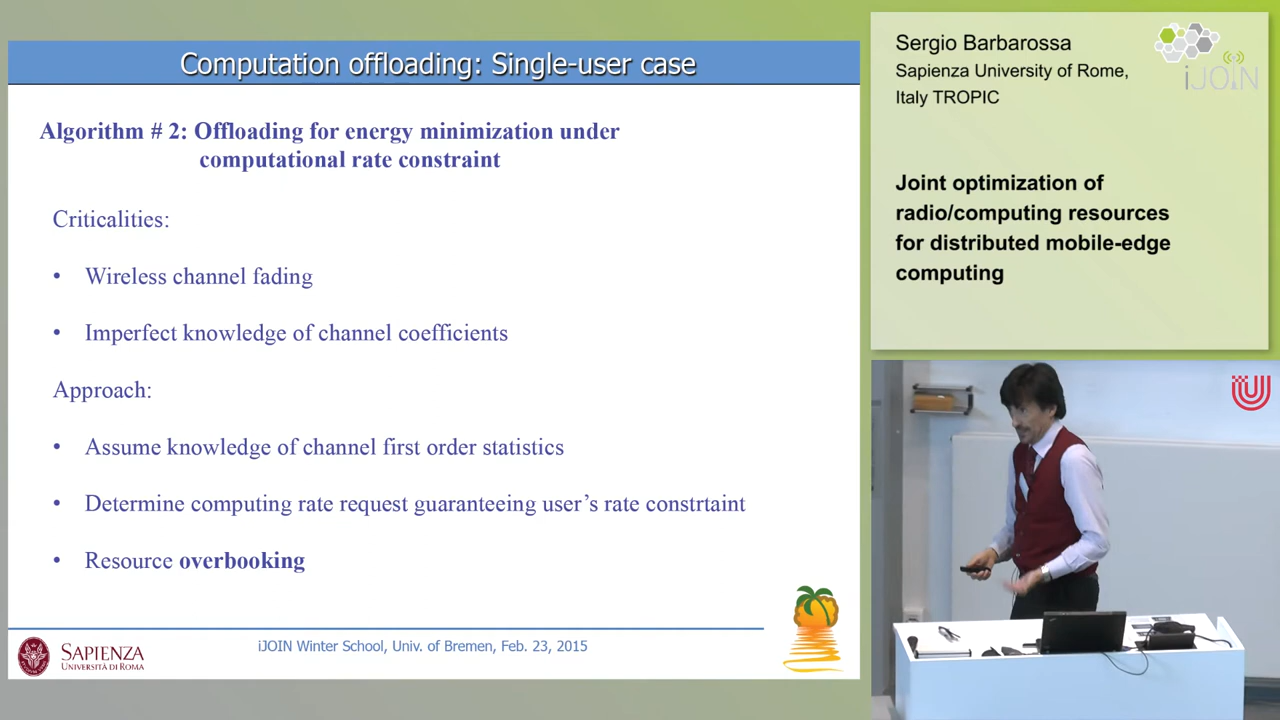 Computation offloading: Single-user case
Algorithm # 2: Offloading for energy minimization under
computational rate constraint
Criticalities:
• Wireless channel fading
• Imperfect knowledge of channel coefficients
Approach:
• Assume knowledge of channel first order statistics
• Determine computing rate request guaranteeing user's rate constrtaint
• Resource overbooking
SAPIENZA
UNIVERSITÀ DI ROMA
iJOIN Winter School, Univ. of Bremen, Feb. 23, 2015
Sergio Barbarossa
Sapienza University of Rome,
Italy TROPIC
iJOIN
Joint optimization of
radio/computing resources
for distributed mobile-edge
computing